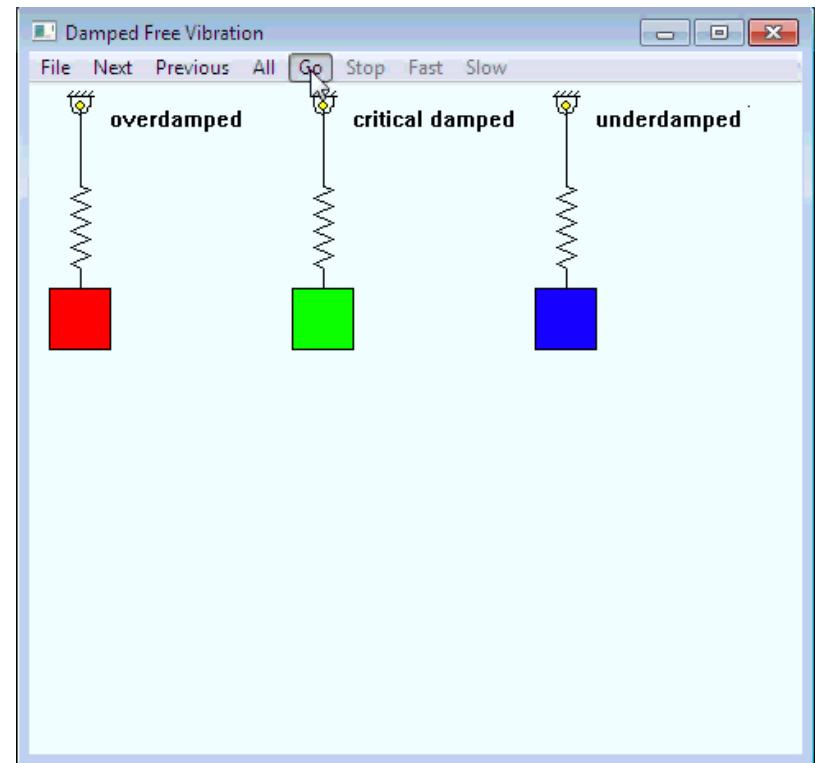 Damped Free Vibration
File Next Previous All Go Stop Fast Slow
overdamped critical damped underdamped